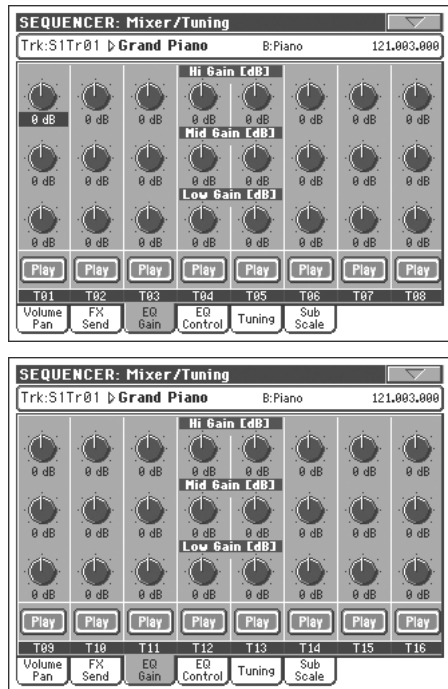 SEQUENCER: Mixer/Tuning
Trk:S1Tr01 ▷Grand Piano B:Piano 121.003.000
Hi Gain [dB]
0 dB 0 dB 0 dB 0 dB 0 dB 0 dB 0 dB 0 dB
Mid Gain [dB]
0 dB 0 dB 0 dB 0 dB 0 dB 0 dB 0 dB 0 dB
Low Gain [dB]
0 dB 0 dB 0 dB 0 dB 0 dB 0 dB 0 dB 0 dB
Play Play Play Play Play Play Play Play
T01 T02 T03 T04 T05 T06 T07 T08
Volume FX EQ EQ Tuning Sub
Pan Send Gain Control Scale
SEQUENCER: Mixer/Tuning
Trk:S1Tr01 ▷Grand Piano B:Piano 121.003.000
Hi Gain [dB]
0 dB 0 dB 0 dB 0 dB 0 dB 0 dB 0 dB 0 dB
Mid Gain [dB]
0 dB 0 dB 0 dB 0 dB 0 dB 0 dB 0 dB 0 dB
Low Gain [dB]
0 dB 0 dB 0 dB 0 dB 0 dB 0 dB 0 dB 0 dB
Play Play Play Play Play Play Play Play
T09 T10 T11 T12 T13 T14 T15 T16
Volume FX EQ EQ Tuning Sub
Pan Send Gain Control Scale